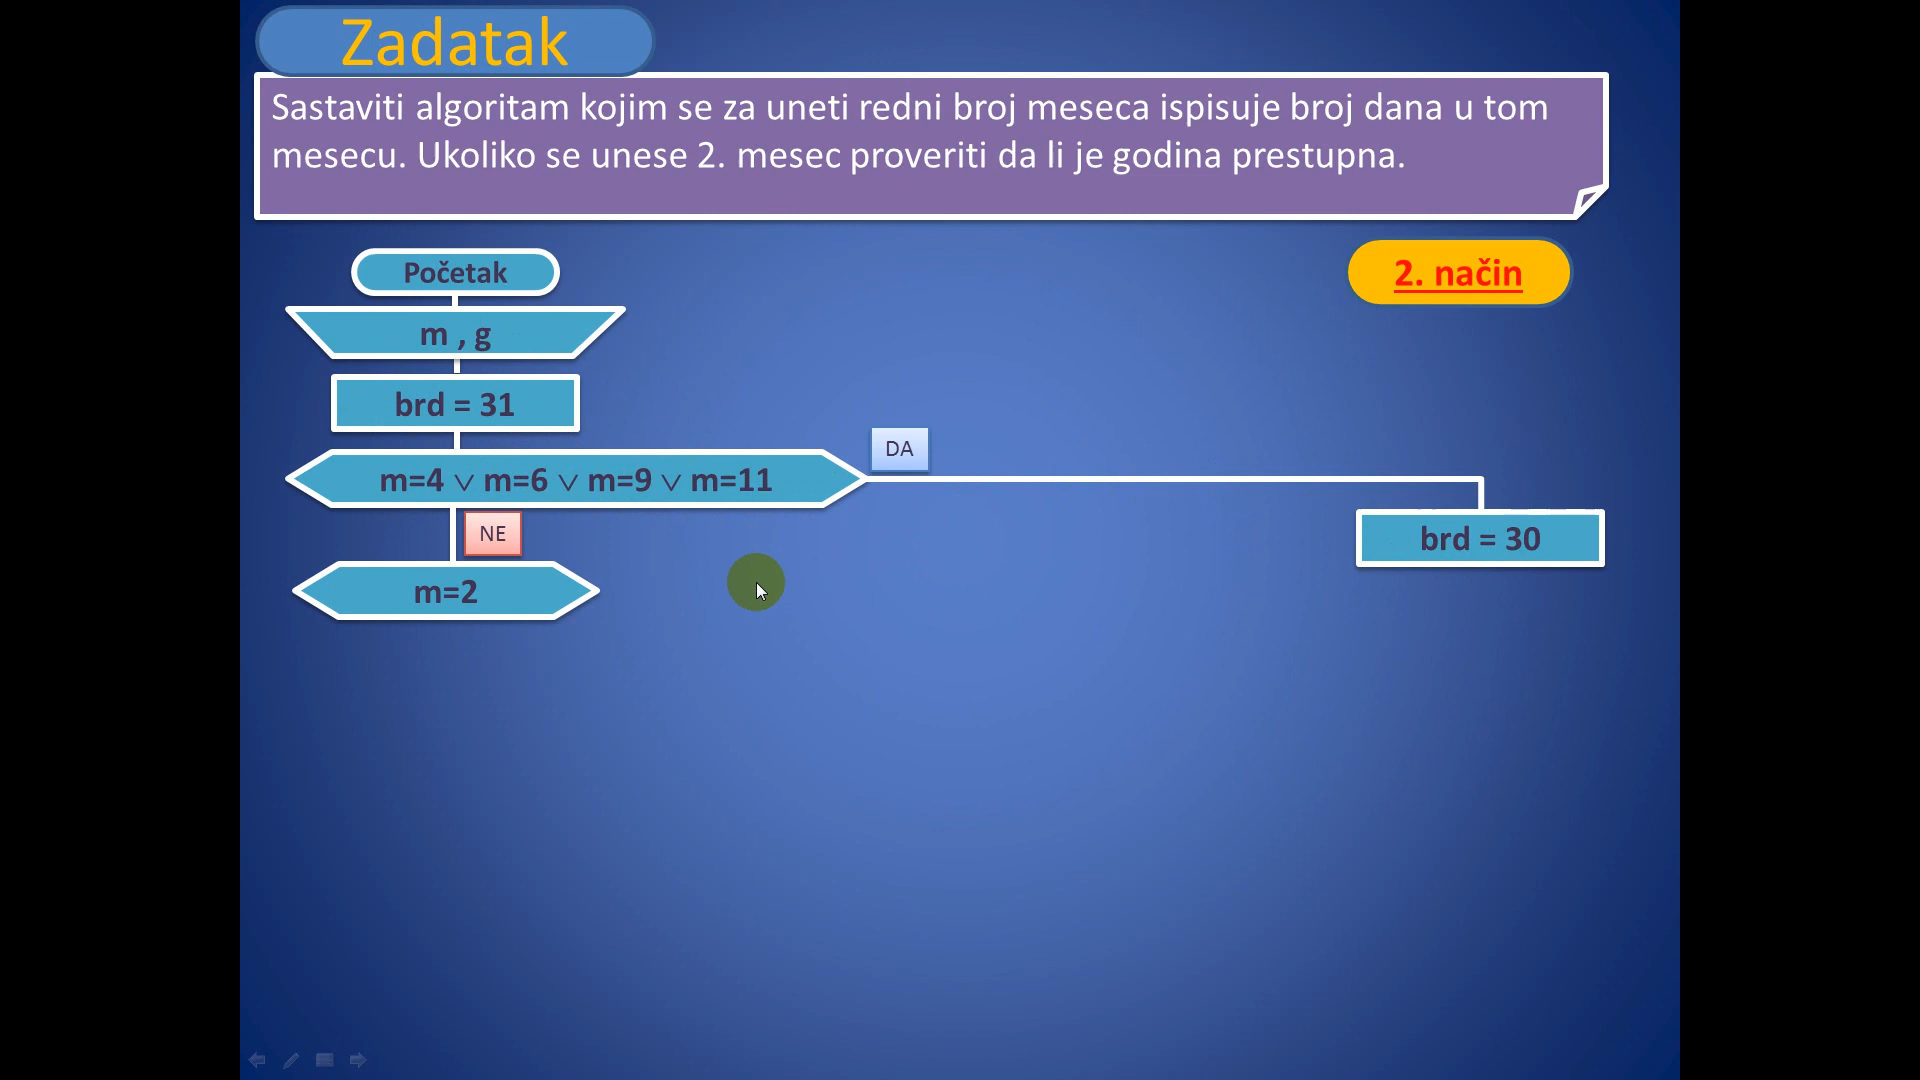 Zadatak
Sastaviti algoritam kojim se za uneti redni broj meseca ispisuje broj dana u tom
mesecu. Ukoliko se unese 2. mesec proveriti da li je godina prestupna.
Početak
2. način
m , g
brd = 31
DA
m=4 ∨ m=6 ∨ m=9 ∨ m=11
NE
brd = 30
m=2